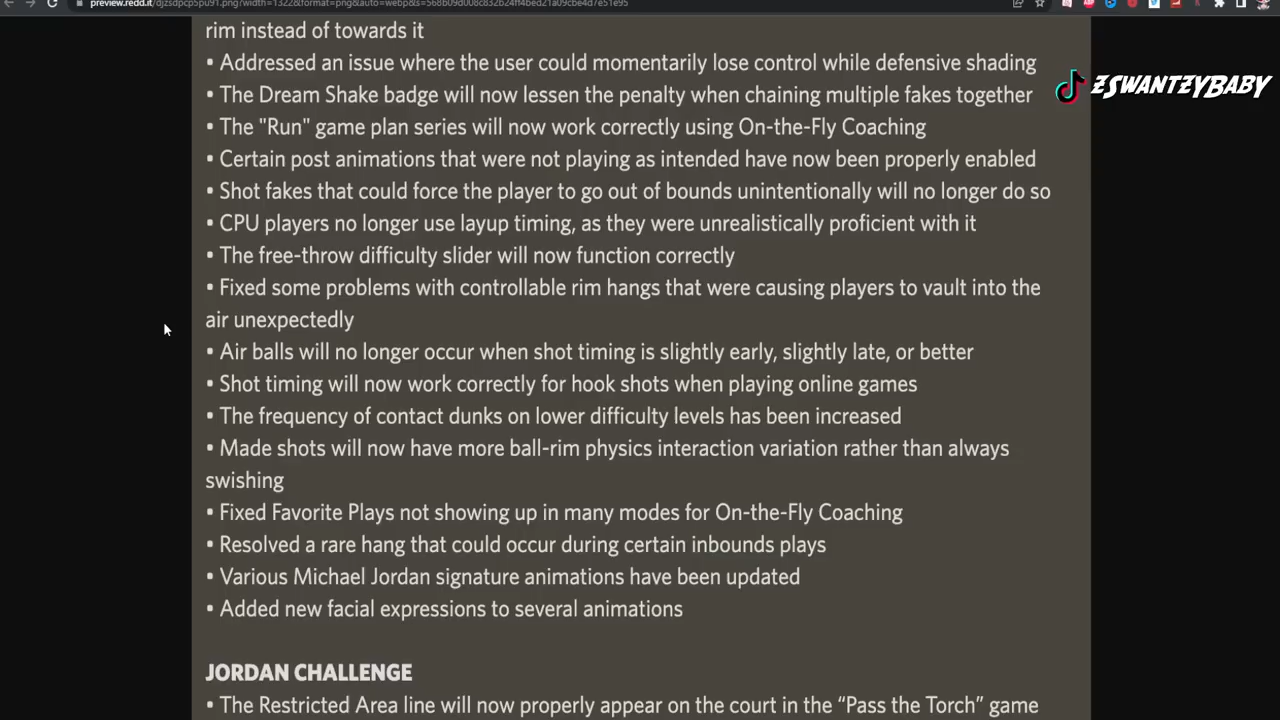 preview.redd.it/djzsdpcp5pu91.png?width=1322&format=png&auto=webp&s=568b09d008c832b24ff4bed21a09cbe4d7e51e95
rim instead of towards it
• Addressed an issue where the user could momentarily lose control while defensive shading
ZSWANTZYBABY
• The Dream Shake badge will now lessen the penalty when chaining multiple fakes together
• The "Run" game plan series will now work correctly using On-the-Fly Coaching
• Certain post animations that were not playing as intended have now been properly enabled
• Shot fakes that could force the player to go out of bounds unintentionally will no longer do so
• CPU players no longer use layup timing, as they were unrealistically proficient with it
• The free-throw difficulty slider will now function correctly
• Fixed some problems with controllable rim hangs that were causing players to vault into the
air unexpectedly
• Air balls will no longer occur when shot timing is slightly early, slightly late, or better
• Shot timing will now work correctly for hook shots when playing online games
• The frequency of contact dunks on lower difficulty levels has been increased
• Made shots will now have more ball-rim physics interaction variation rather than always
swishing
• Fixed Favorite Plays not showing up in many modes for On-the-Fly Coaching
• Resolved a rare hang that could occur during certain inbounds plays
• Various Michael Jordan signature animations have been updated
• Added new facial expressions to several animations
JORDAN CHALLENGE
• The Restricted Area line will now properly appear on the court in the “Pass the Torch” game